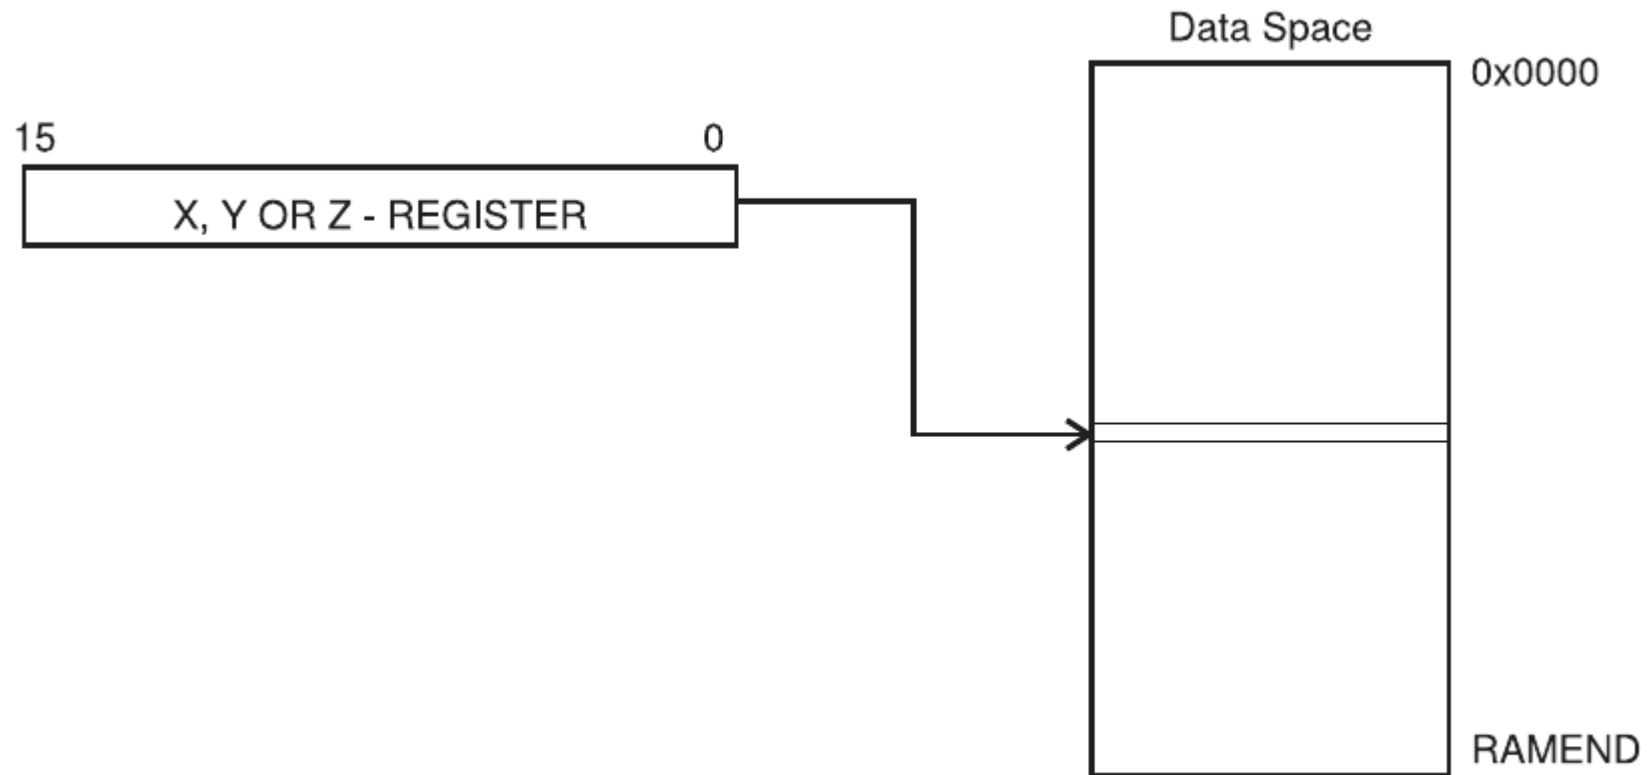 Data Space
0x0000
15 0
X, Y OR Z - REGISTER
RAMEND